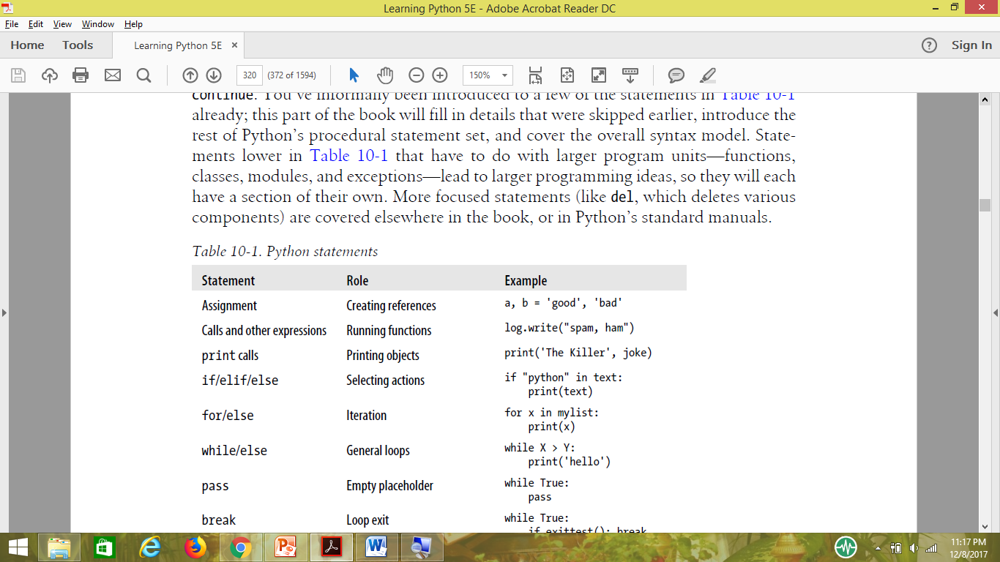 Learning Python 5E - Adobe Acrobat Reader DC
File Edit View Window Help
Home Tools Learning Python 5E × ? Sign In
320 (372 of 1594) 150%
continue. You've informally been introduced to a few of the statements in Table 10-1
already; this part of the book will fill in details that were skipped earlier, introduce the
rest of Python's procedural statement set, and cover the overall syntax model. State-
ments lower in Table 10-1 that have to do with larger program units—functions,
classes, modules, and exceptions—lead to larger programming ideas, so they will each
have a section of their own. More focused statements (like del, which deletes various
components) are covered elsewhere in the book, or in Python's standard manuals.
Table 10-1. Python statements
Statement Role Example
Assignment Creating references a, b = 'good', 'bad'
Calls and other expressions Running functions log.write("spam, ham")
print calls Printing objects print('The Killer', joke)
if/elif/else Selecting actions if "python" in text:
print(text)
for/else Iteration for x in mylist:
print(x)
while/else General loops while X > Y:
print('hello')
pass Empty placeholder while True:
pass
break Loop exit while True:
if exittest(): break
11:17 PM
12/8/2017